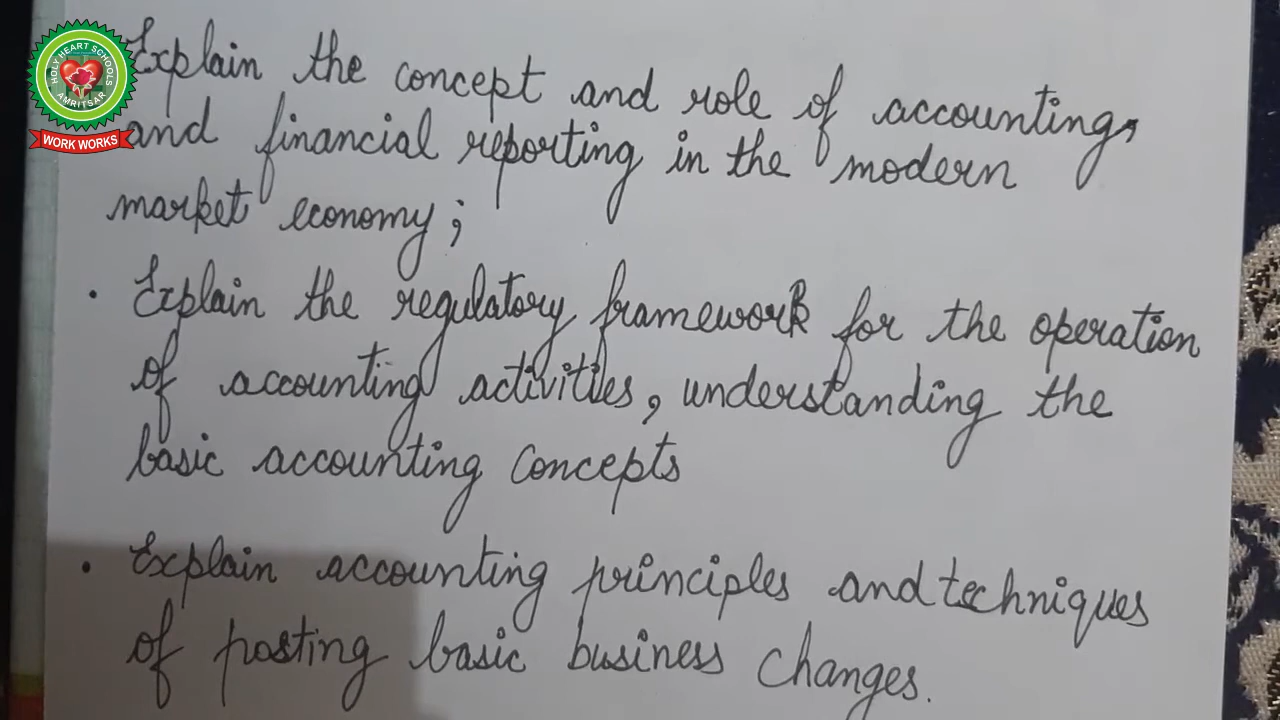 HOLY HEART SCHOOLS
AMRITSAR
WORK WORKS
Explain the concept and role of accounting,
and financial reporting in the modern
market economy;
• Explain the regulatory framework for the operation
of accounting activities, understanding the
basic accounting concepts
• Explain accounting principles and techniques
of posting basic business changes.